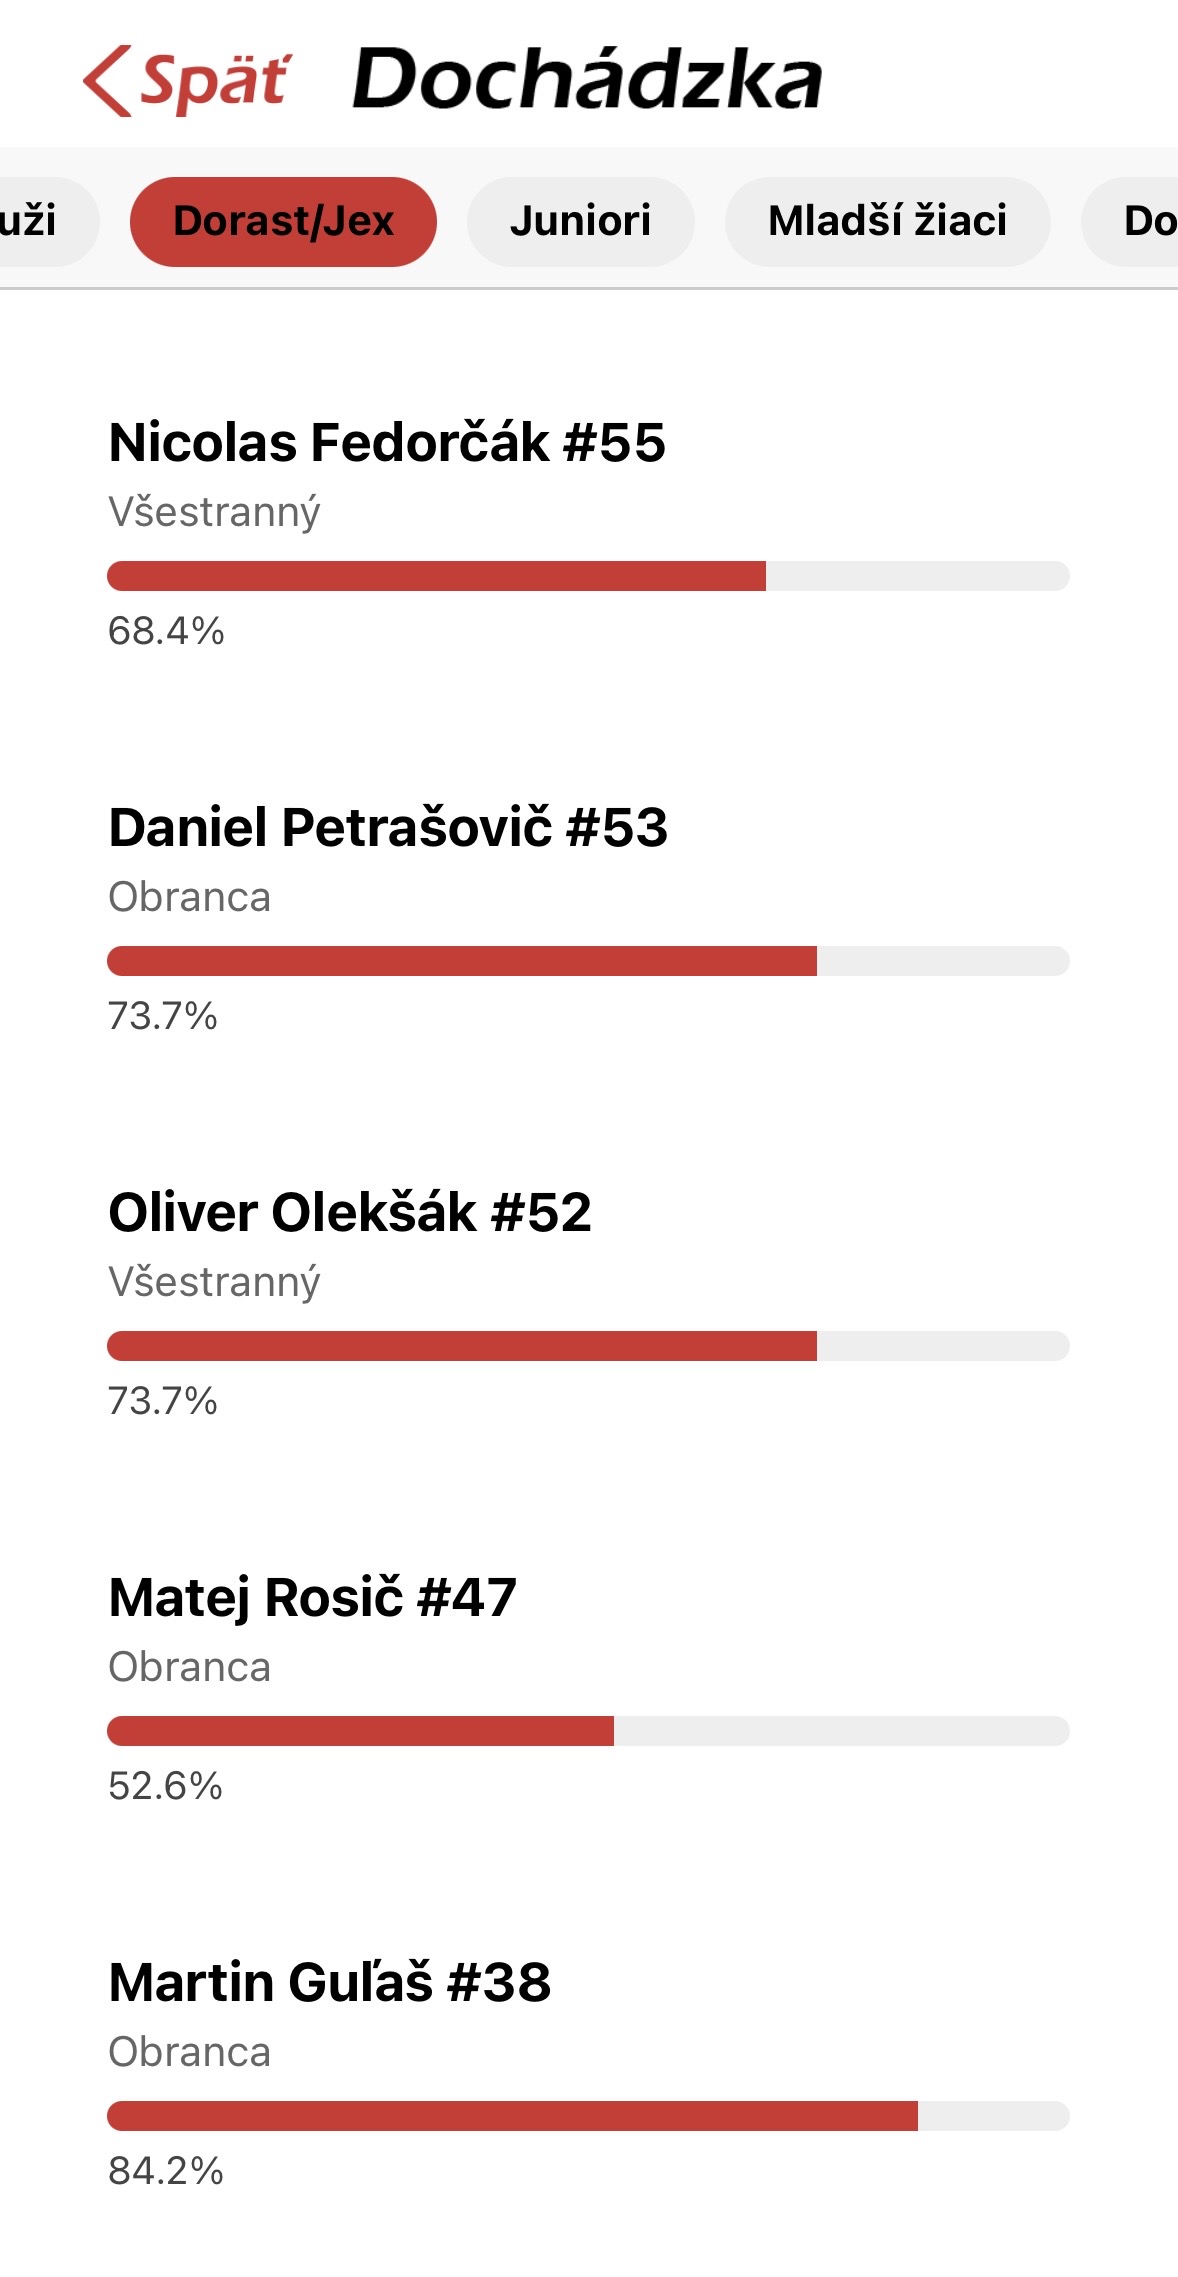 Späť Dochádzka
uži Dorast/Jex Juniori Mladší žiaci Do
Nicolas Fedorčák #55
Všestranný
68.4%
Daniel Petrašovič #53
Obranca
73.7%
Oliver Olekšák #52
Všestranný
73.7%
Matej Rosič #47
Obranca
52.6%
Martin Guľaš #38
Obranca
84.2%